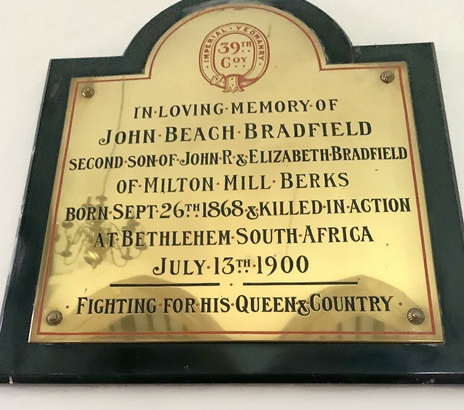 IMPERIAL·YEOMANRY·
39TH
COY
IN·LOVING·MEMORY·OF
JOHN·BEACH·BRADFIELD
SECOND·SON·OF·JOHN·R·&·ELIZABETH·BRADFIELD
OF·MILTON·MILL·BERKS
BORN·SEPT·26TH·1868·&·KILLED·IN·ACTION
AT·BETHLEHEM·SOUTH·AFRICA
JULY·13TH·1900
·FIGHTING·FOR·HIS·QUEEN·&·COUNTRY·